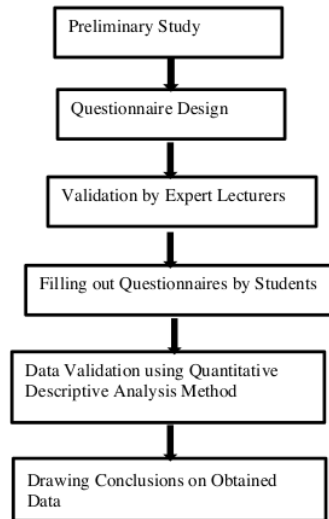 Preliminary Study
Questionnaire Design
Validation by Expert Lecturers
Filling out Questionnaires by Students
Data Validation using Quantitative
Descriptive Analysis Method
Drawing Conclusions on Obtained
Data